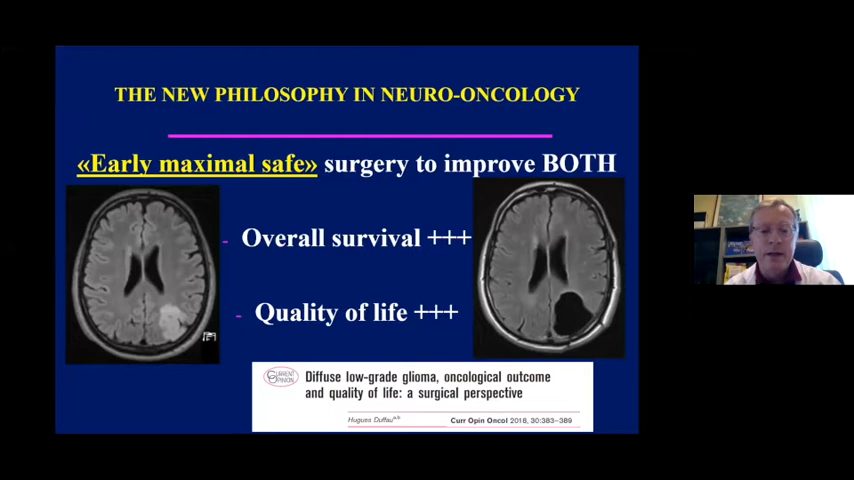 THE NEW PHILOSOPHY IN NEURO-ONCOLOGY
«Early maximal safe» surgery to improve BOTH
- Overall survival +++
- Quality of life +++
CURRENT OPINION
Diffuse low-grade glioma, oncological outcome
and quality of life: a surgical perspective
Hugues Duffau a,b
Curr Opin Oncol 2018, 30:383–389